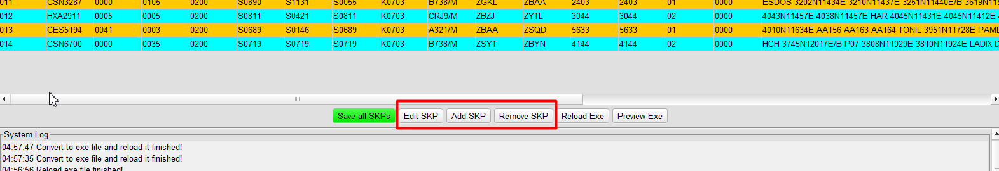 011 CSN3287 0000 0105 0200 S0890 S1131 S0055 K0703 B738/M ZGKL ZBAA 2403 2403 01 0000 ESDOS 3202N11434E 3210N11437E 3251N11440E/B 3619N11
012 HXA2911 0005 0005 0200 S0811 S0421 S0811 K0703 CRJ9/M ZBZJ ZYTL 3044 3044 02 0000 4043N11457E 4038N11457E HAR 4045N11431E 4045N11412E
013 CES5194 0041 0003 0200 S0689 S0146 S0689 K0703 A321/M ZBAA ZSQD 5633 5633 01 0000 4010N11634E AA156 AA163 AA164 TONIL 3951N11728E PAMD
014 CSN6700 0000 0035 0200 S0719 S0719 S0719 K0703 B738/M ZSYT ZBYN 4144 4144 02 0000 HCH 3745N12017E/B P07 3808N11929E 3810N11924E LADIX D
Save all SKPs Edit SKP Add SKP Remove SKP Reload Exe Preview Exe
System Log
04:57:47 Convert to exe file and reload it finished!
04:57:35 Convert to exe file and reload it finished!
04:56:56 Reload exe file finished!